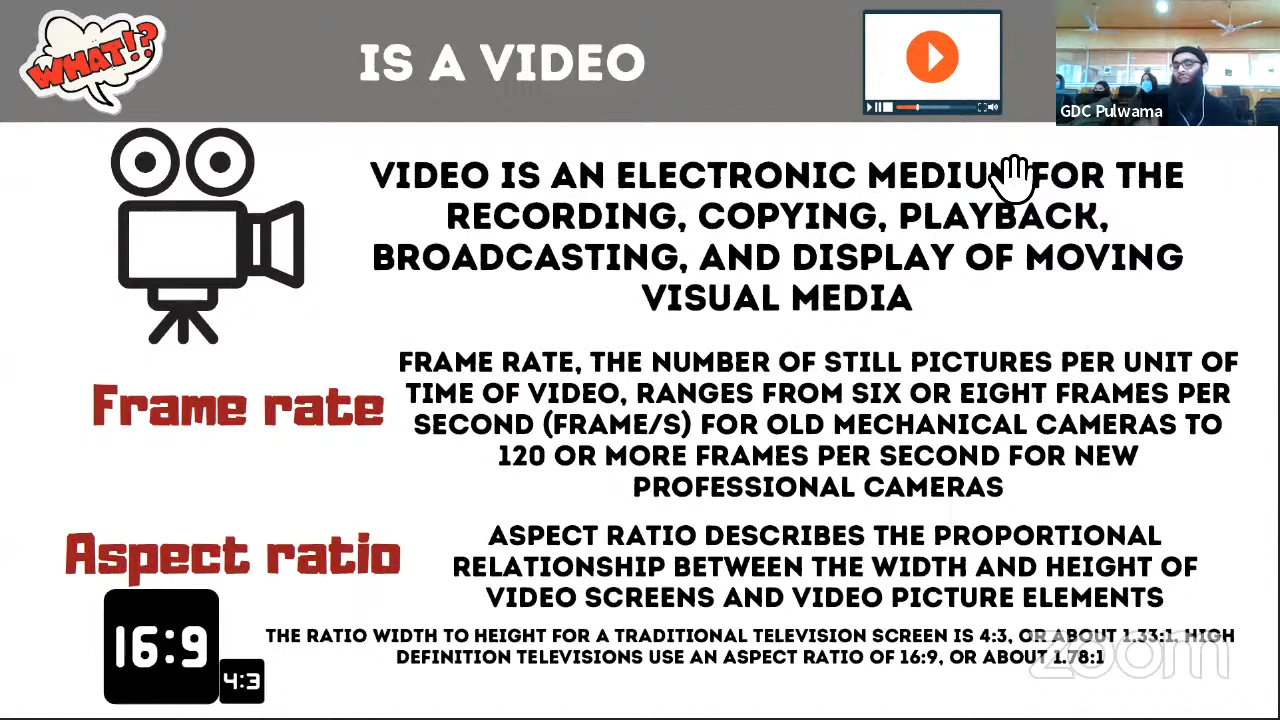 WHAT!?
IS A VIDEO
GDC Pulwama
VIDEO IS AN ELECTRONIC MEDIUM FOR THE
RECORDING, COPYING, PLAYBACK,
BROADCASTING, AND DISPLAY OF MOVING
VISUAL MEDIA
Frame rate
FRAME RATE, THE NUMBER OF STILL PICTURES PER UNIT OF
TIME OF VIDEO, RANGES FROM SIX OR EIGHT FRAMES PER
SECOND (FRAME/S) FOR OLD MECHANICAL CAMERAS TO
120 OR MORE FRAMES PER SECOND FOR NEW
PROFESSIONAL CAMERAS
Aspect ratio
ASPECT RATIO DESCRIBES THE PROPORTIONAL
RELATIONSHIP BETWEEN THE WIDTH AND HEIGHT OF
VIDEO SCREENS AND VIDEO PICTURE ELEMENTS
16:9
4:3
THE RATIO WIDTH TO HEIGHT FOR A TRADITIONAL TELEVISION SCREEN IS 4:3, OR ABOUT 1.33:1, HIGH
DEFINITION TELEVISIONS USE AN ASPECT RATIO OF 16:9, OR ABOUT 1.78:1
zoom